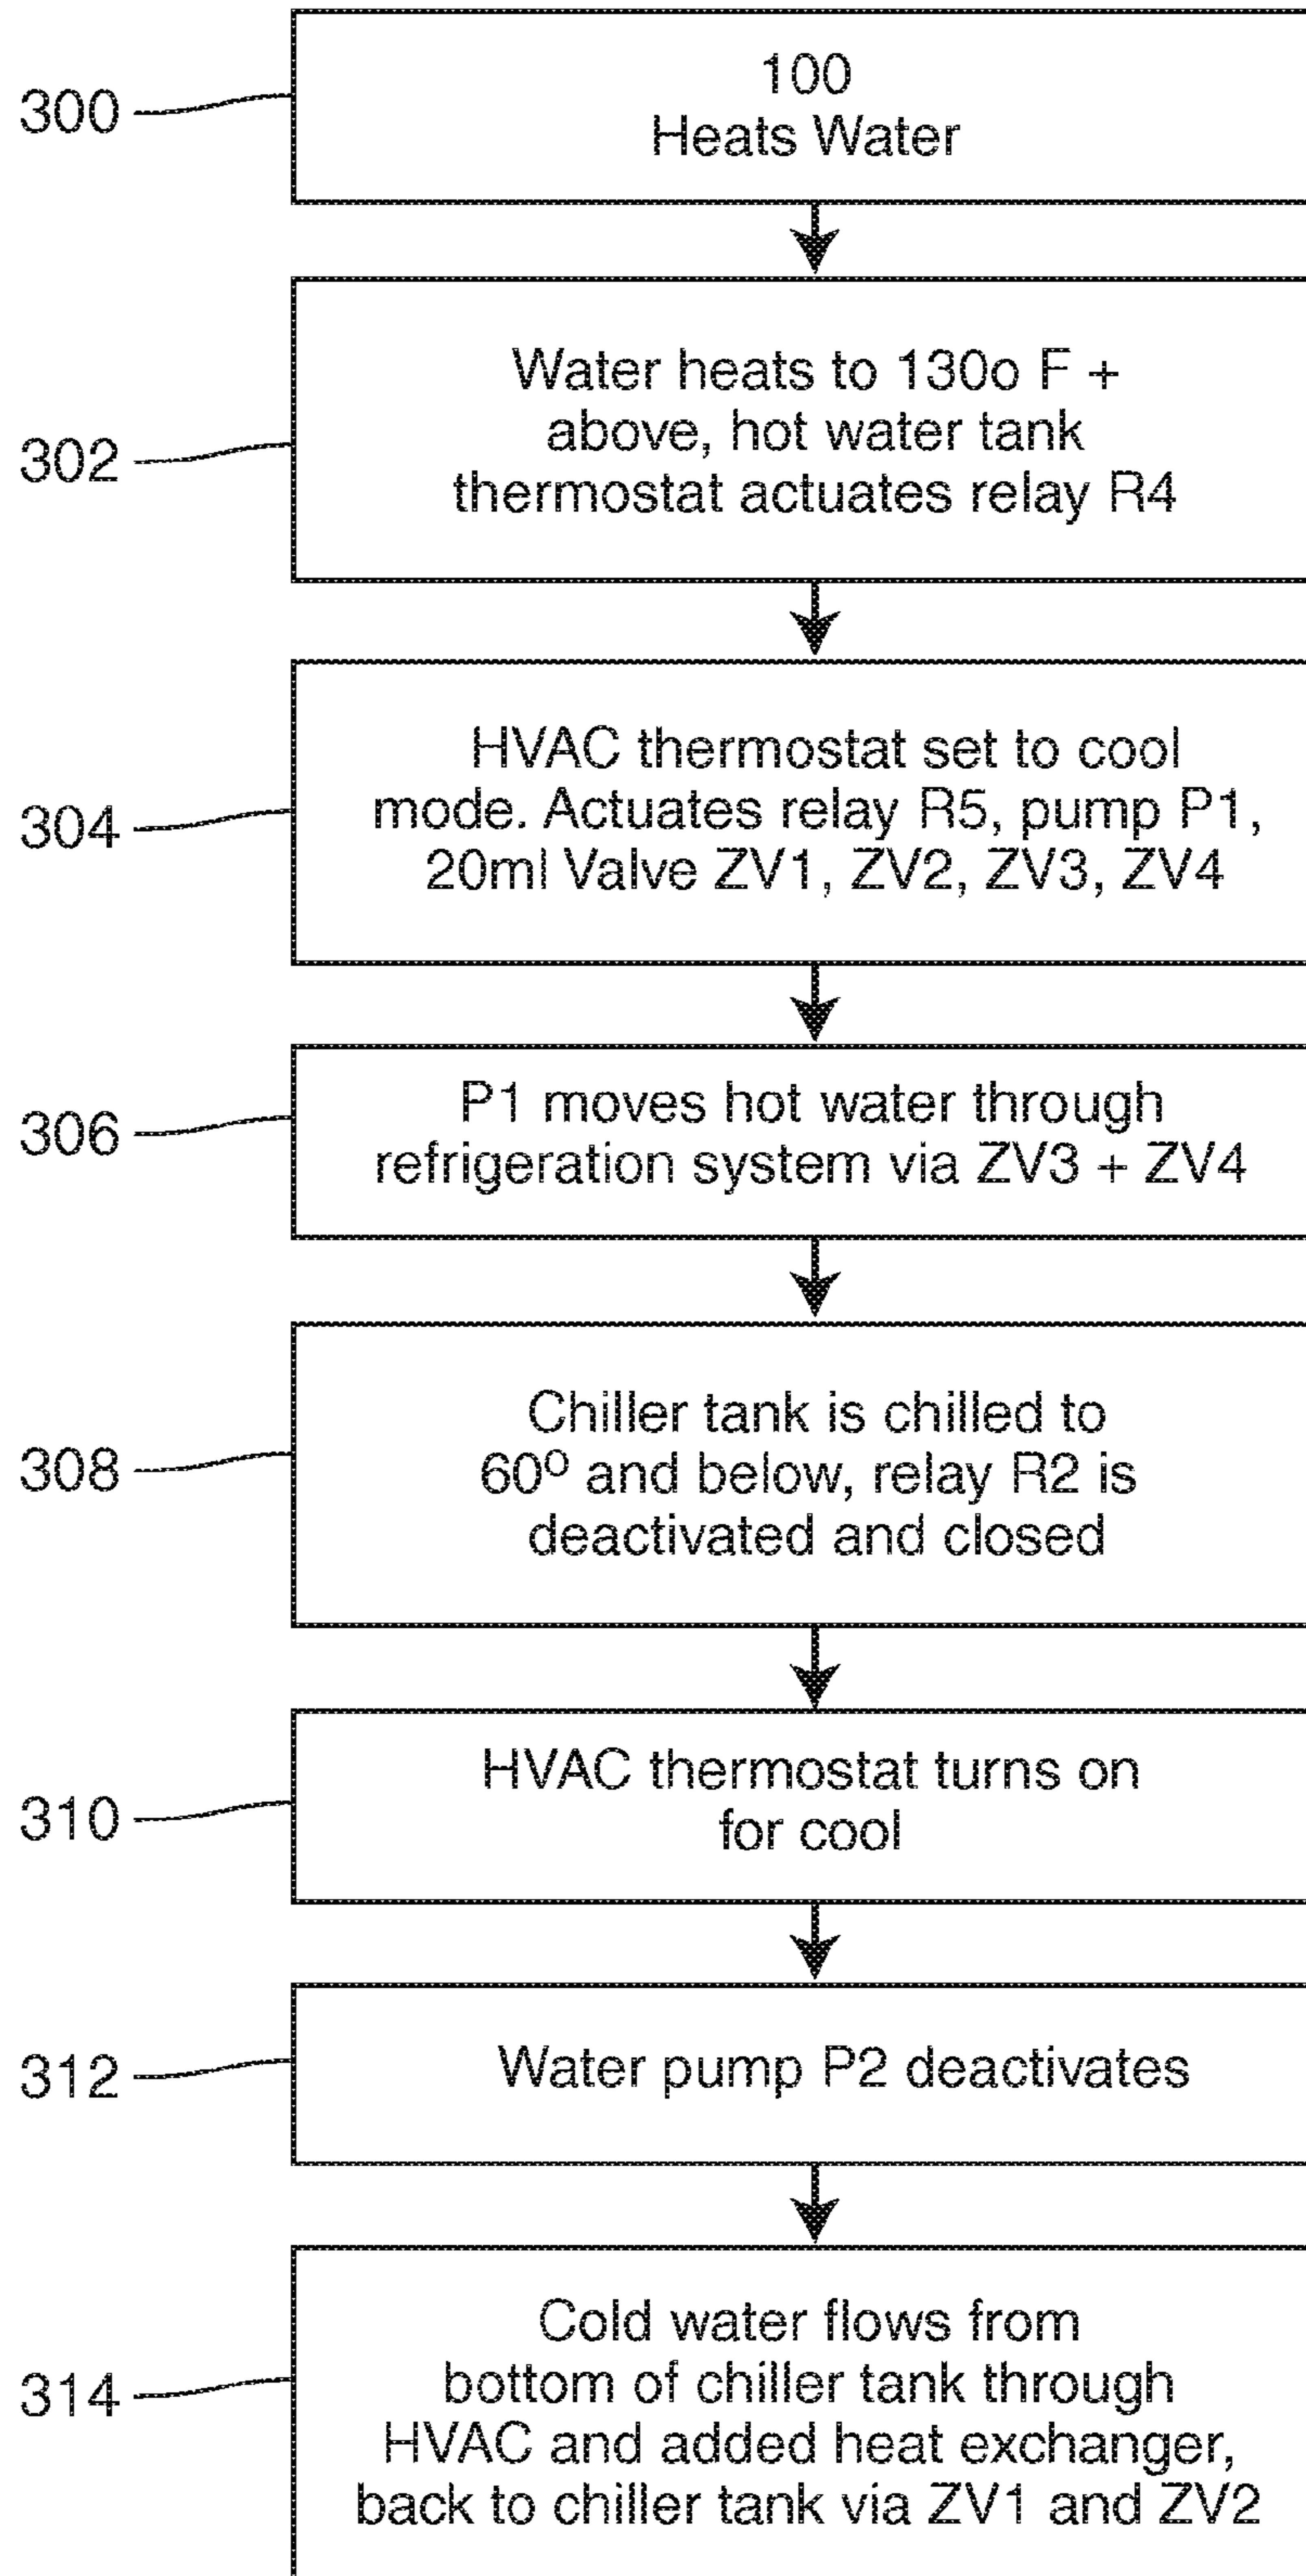 300
100
Heats Water
302
Water heats to 130o F +
above, hot water tank
thermostat actuates relay R4
304
HVAC thermostat set to cool
mode. Actuates relay R5, pump P1,
20ml Valve ZV1, ZV2, ZV3, ZV4
306
P1 moves hot water through
refrigeration system via ZV3 + ZV4
308
Chiller tank is chilled to
60º and below, relay R2 is
deactivated and closed
310
HVAC thermostat turns on
for cool
312
Water pump P2 deactivates
314
Cold water flows from
bottom of chiller tank through
HVAC and added heat exchanger,
back to chiller tank via ZV1 and ZV2